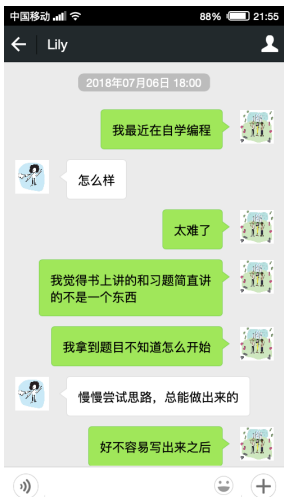 中国移动 88% 21:55
Lily
2018年07月06日 18:00
我最近在自学编程
怎么样
太难了
我觉得书上讲的和习题简直讲
的不是一个东西
我拿到题目不知道怎么开始
慢慢尝试思路，总能做出来的
好不容易写出来之后